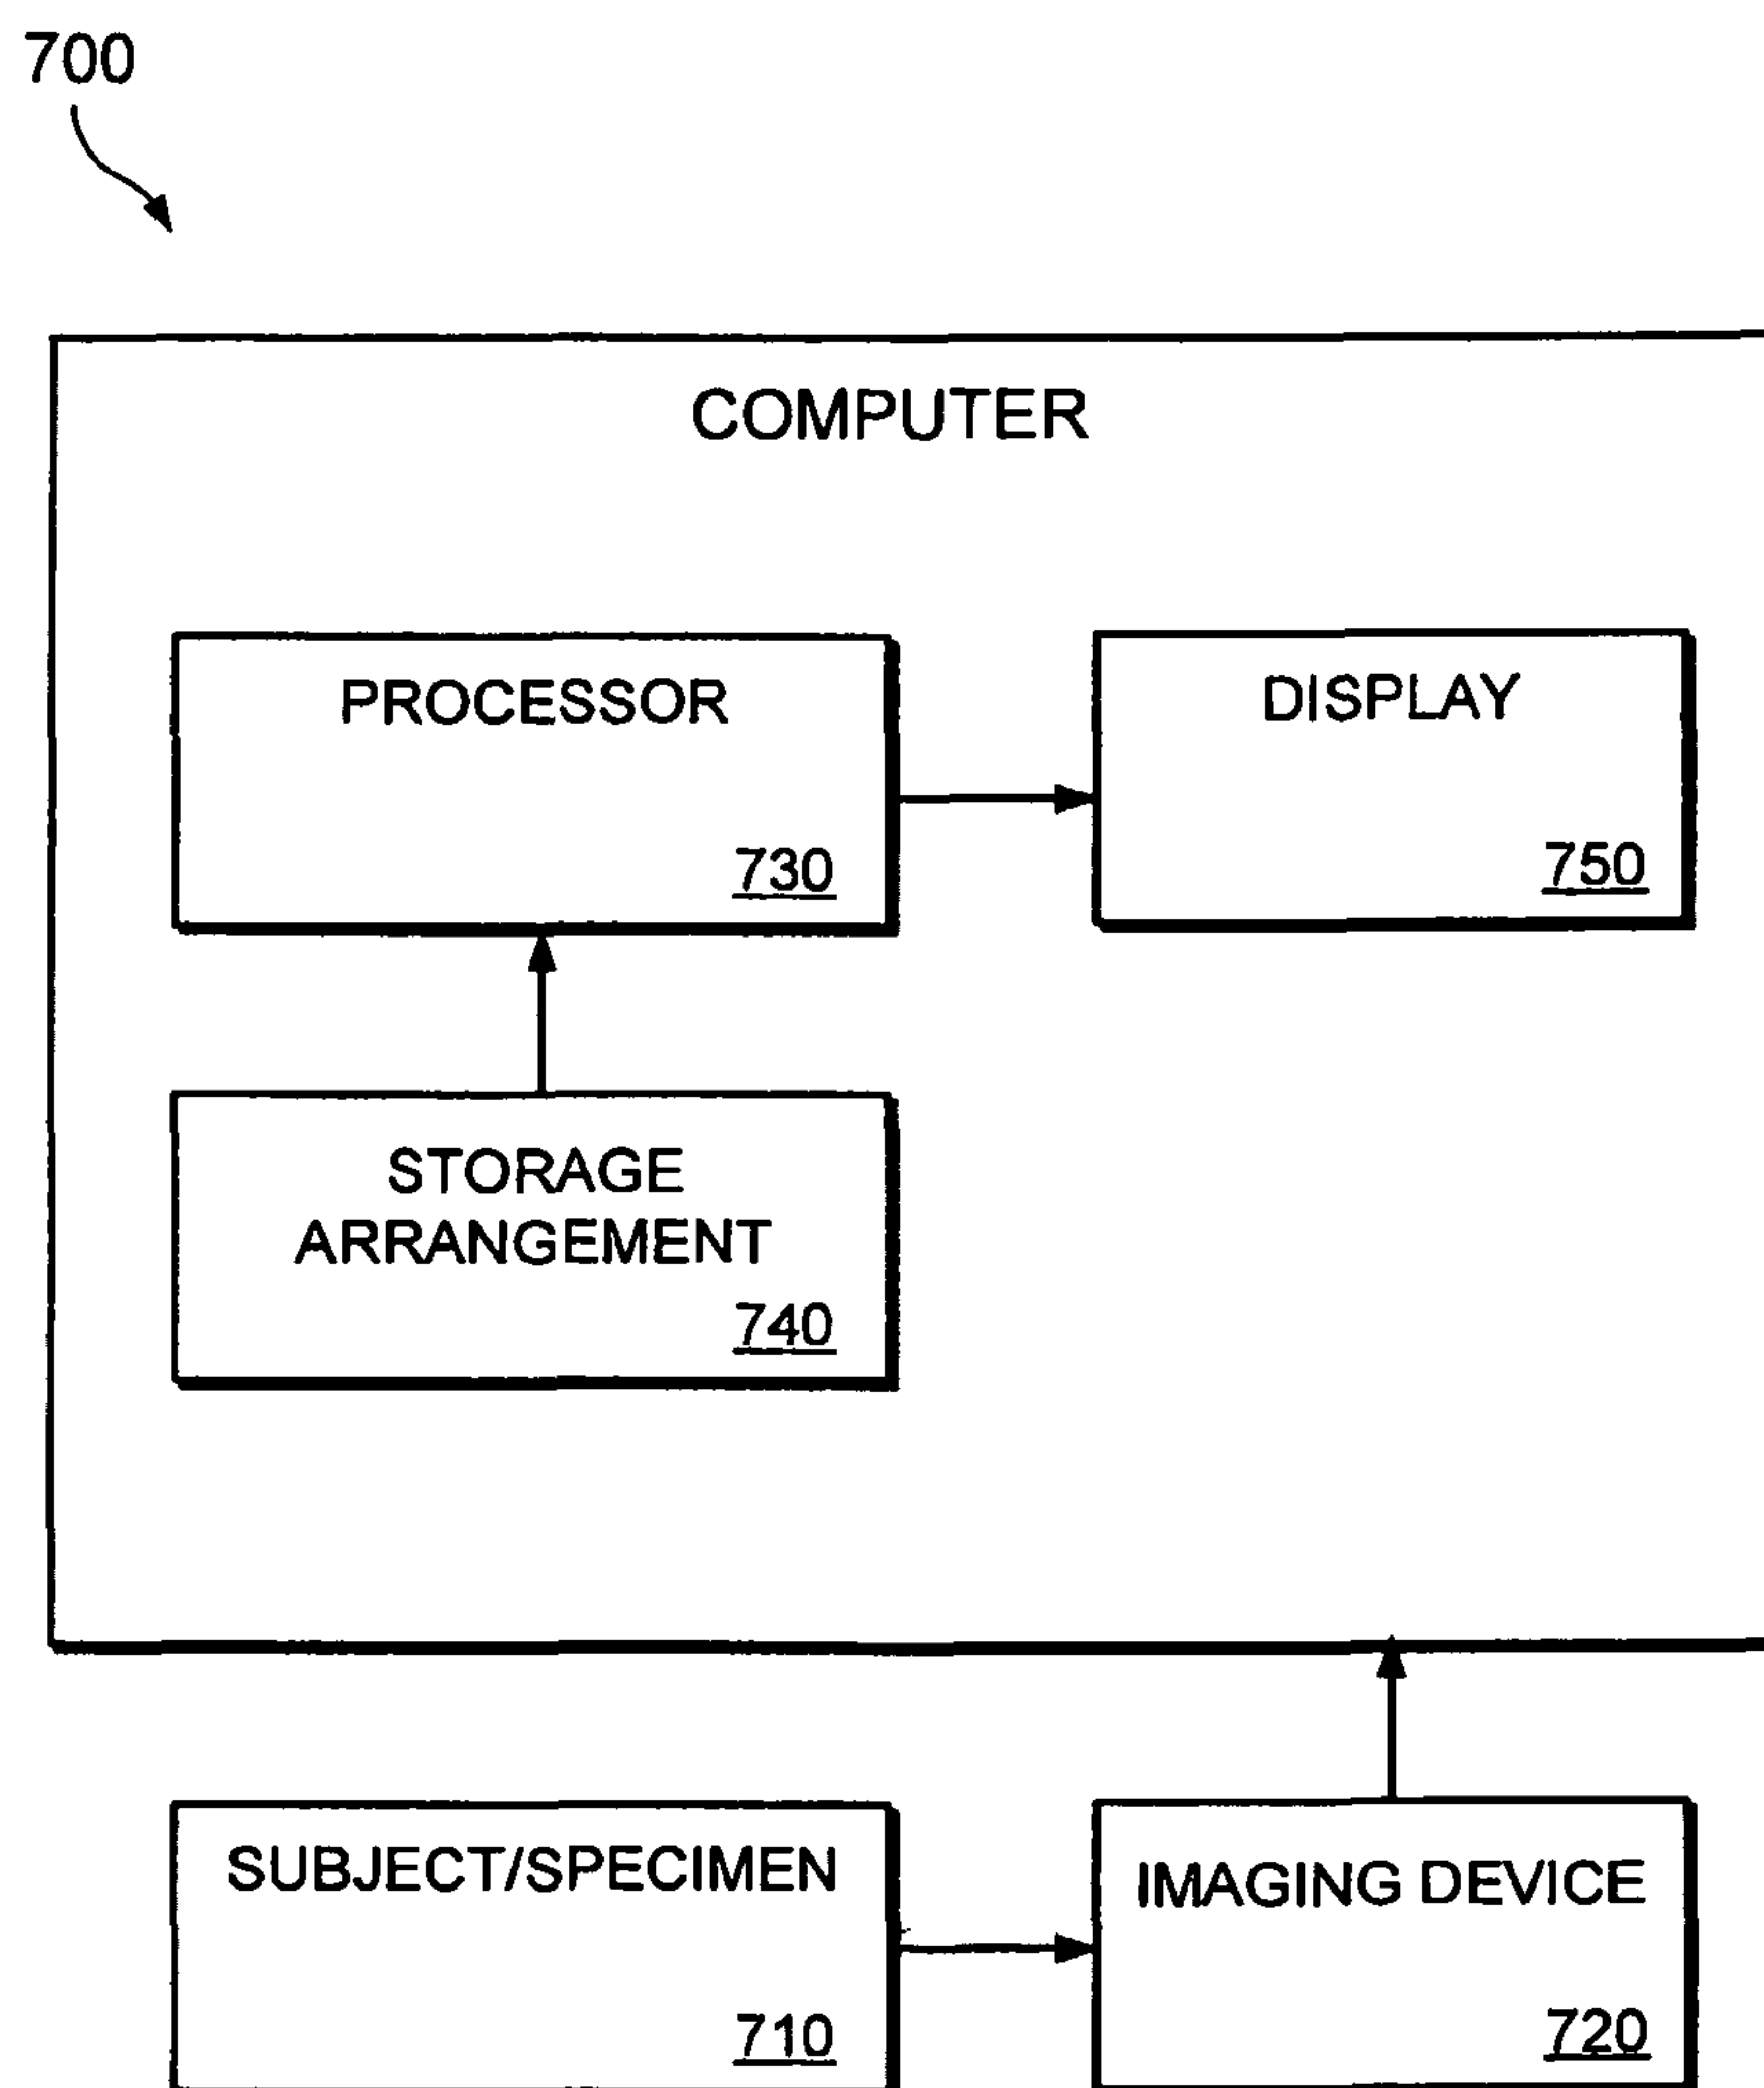 700
COMPUTER
PROCESSOR
730
DISPLAY
750
STORAGE
ARRANGEMENT
740
SUBJECT/SPECIMEN
710
IMAGING DEVICE
720